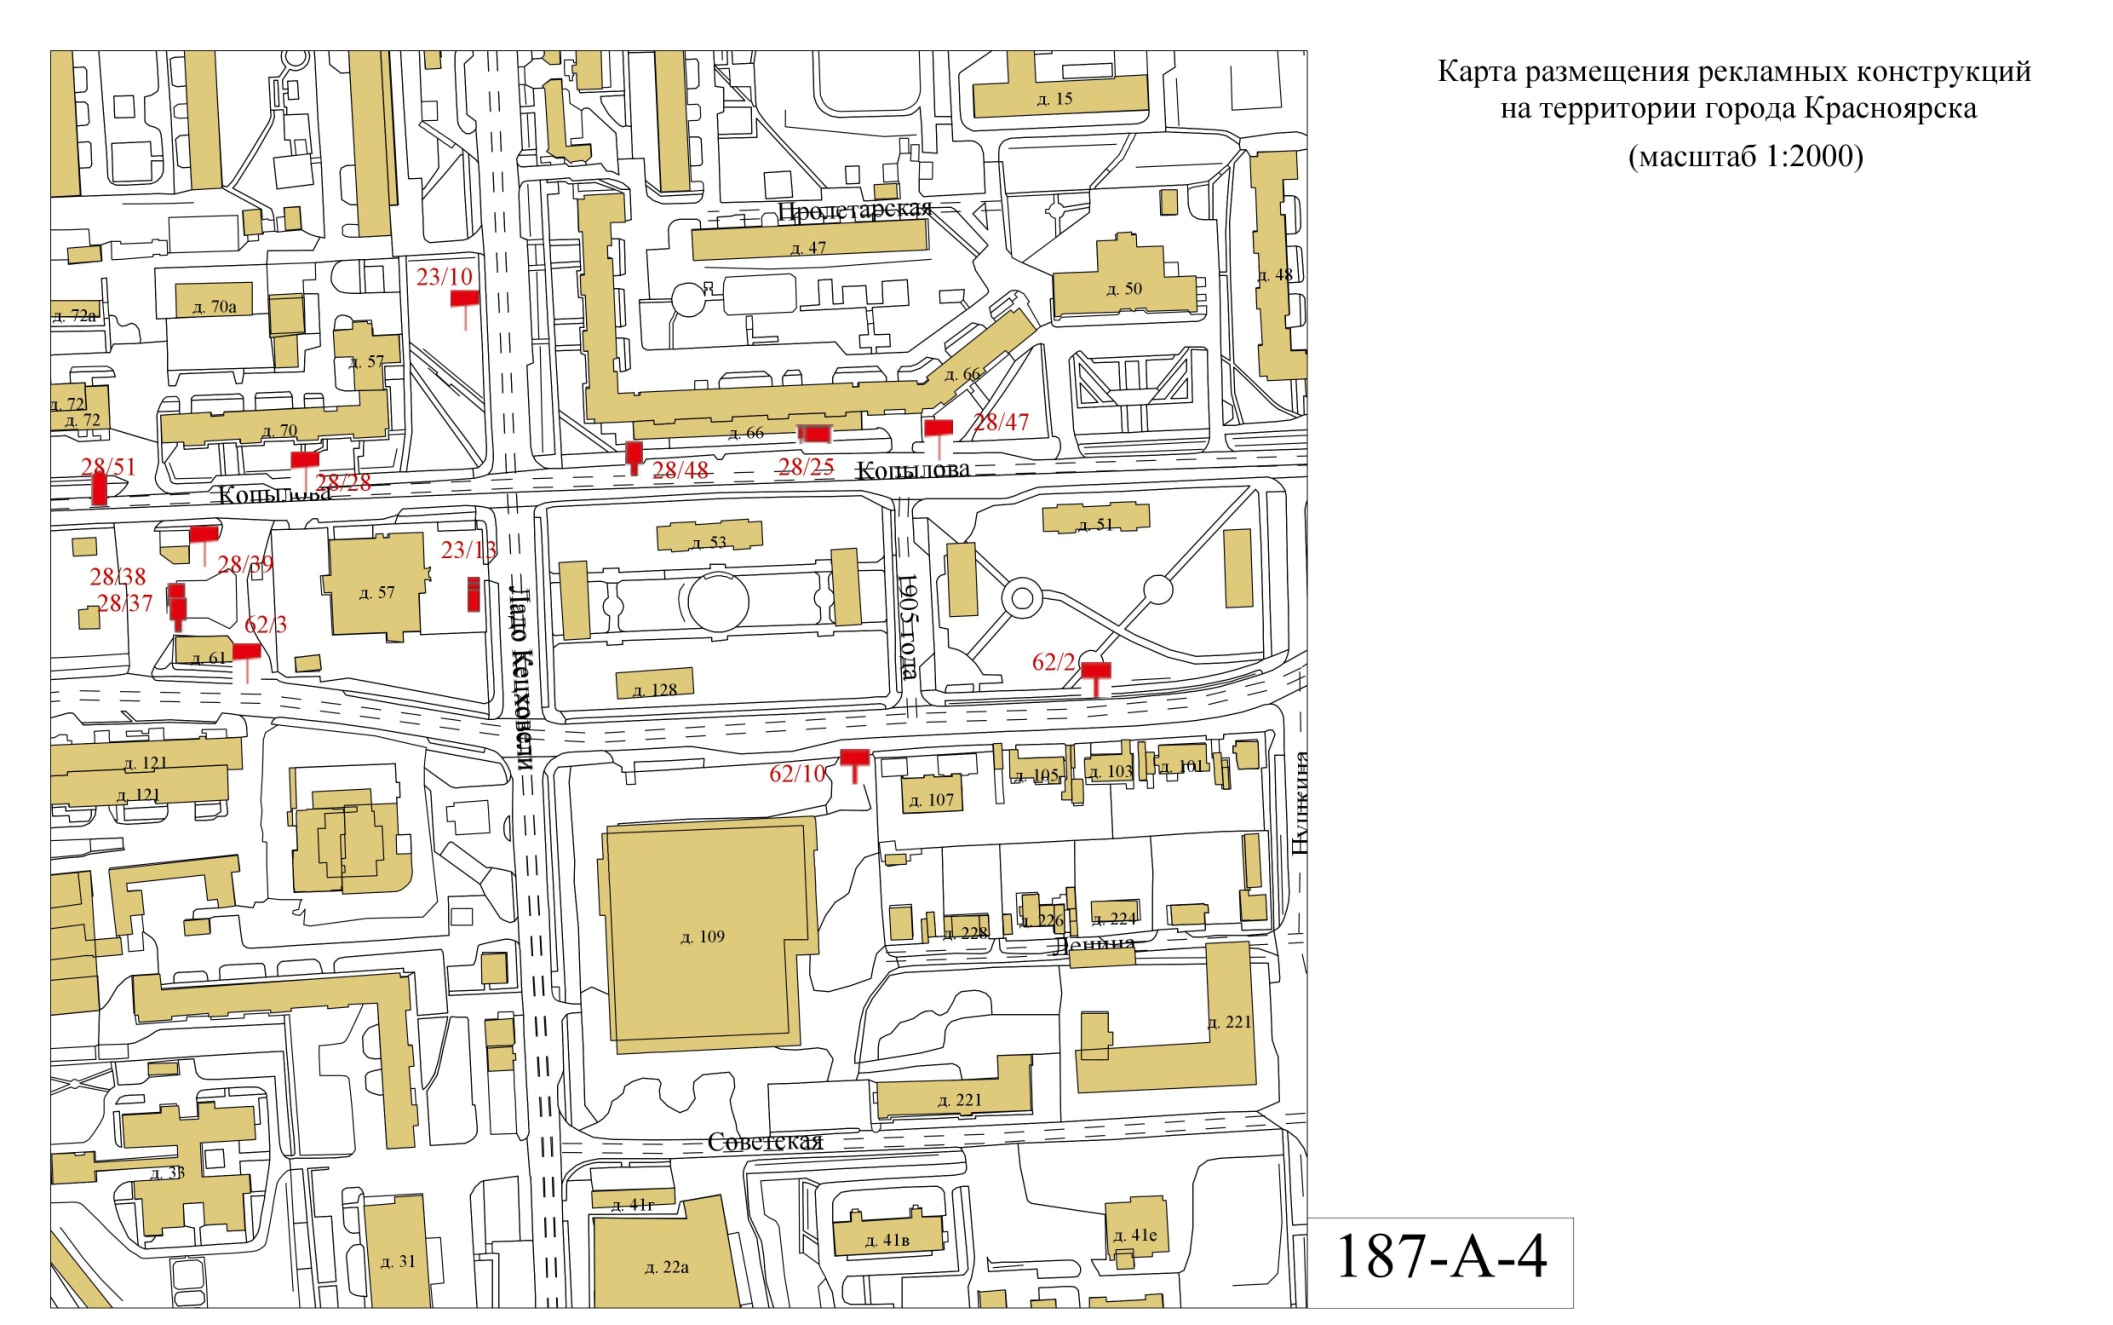 Карта размещения рекламных конструкций
на территории города Красноярска
(масштаб 1:2000)
д. 15
Пролетарская
д. 47
23/10
д. 48
д. 50
д. 70а
д. 72а
д. 57
д. 66
д. 72
д. 72
д. 70
д. 66
28/47
28/51
28/28
28/48
28/25
Копылова
Копылова
д. 51
д. 53
23/13
28/39
28/38
28/37
д. 57
62/3
д. 61
Ладо Кецховели
1905 года
62/2
д. 128
д. 121
д. 121
62/10
д. 105
д. 103
д. 101
д. 107
Пушкина
д. 109
д. 228
д. 226
д. 224
Ленина
д. 221
д. 221
Советская
д. 33
д. 41г
д. 41в
д. 41е
д. 31
д. 22а
187-А-4